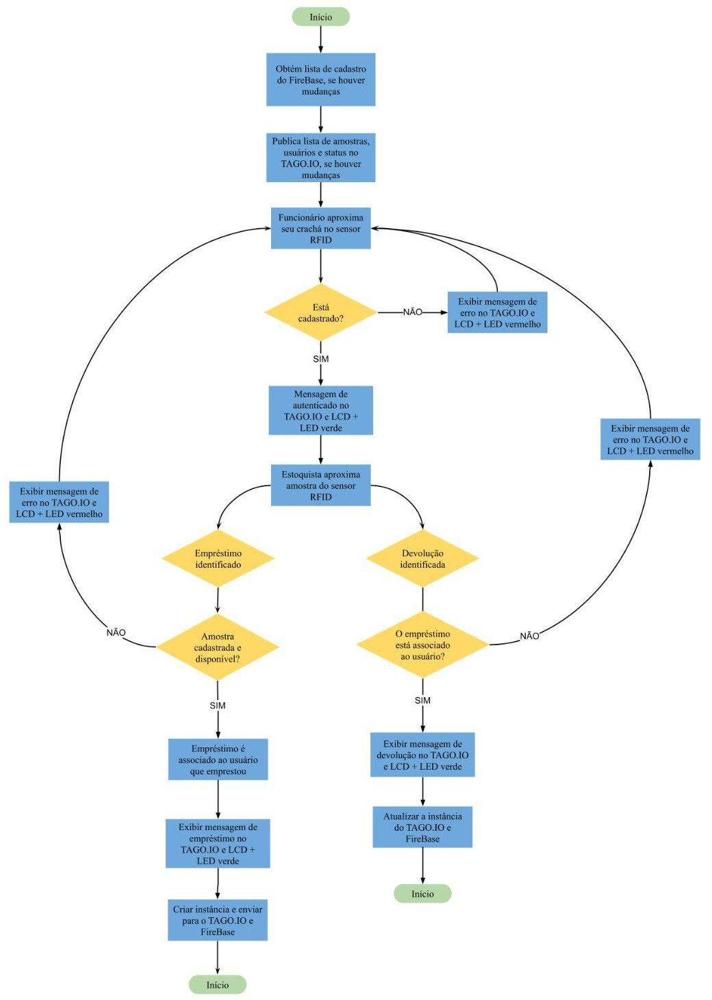 Início
Obtém lista de cadastro
do FireBase, se houver
mudanças
Publica lista de amostras,
usuários e status no
TAGO.IO, se houver
mudanças
Funcionário aproxima
seu crachá no sensor
RFID
Está
cadastrado?
NÃO
Exibir mensagem de
erro no TAGO.IO e
LCD + LED vermelho
SIM
Mensagem de
autenticado no
TAGO.IO e LCD +
LED verde
Exibir mensagem de
erro no TAGO.IO e
LCD + LED vermelho
Estoquista aproxima
amostra do sensor
RFID
Exibir mensagem de
erro no TAGO.IO e
LCD + LED vermelho
Empréstimo
identificado
Devolução
identificada
NÃO
Amostra
cadastrada e
disponível?
O empréstimo
está associado
ao usuário?
NÃO
SIM
SIM
Empréstimo é
associado ao usuário
que emprestou
Exibir mensagem de
devolução no TAGO.IO
e LCD + LED verde
Exibir mensagem de
empréstimo no
TAGO.IO e LCD +
LED verde
Atualizar a instância
do TAGO.IO e
FireBase
Início
Criar instância e enviar
para o TAGO.IO e
FireBase
Início